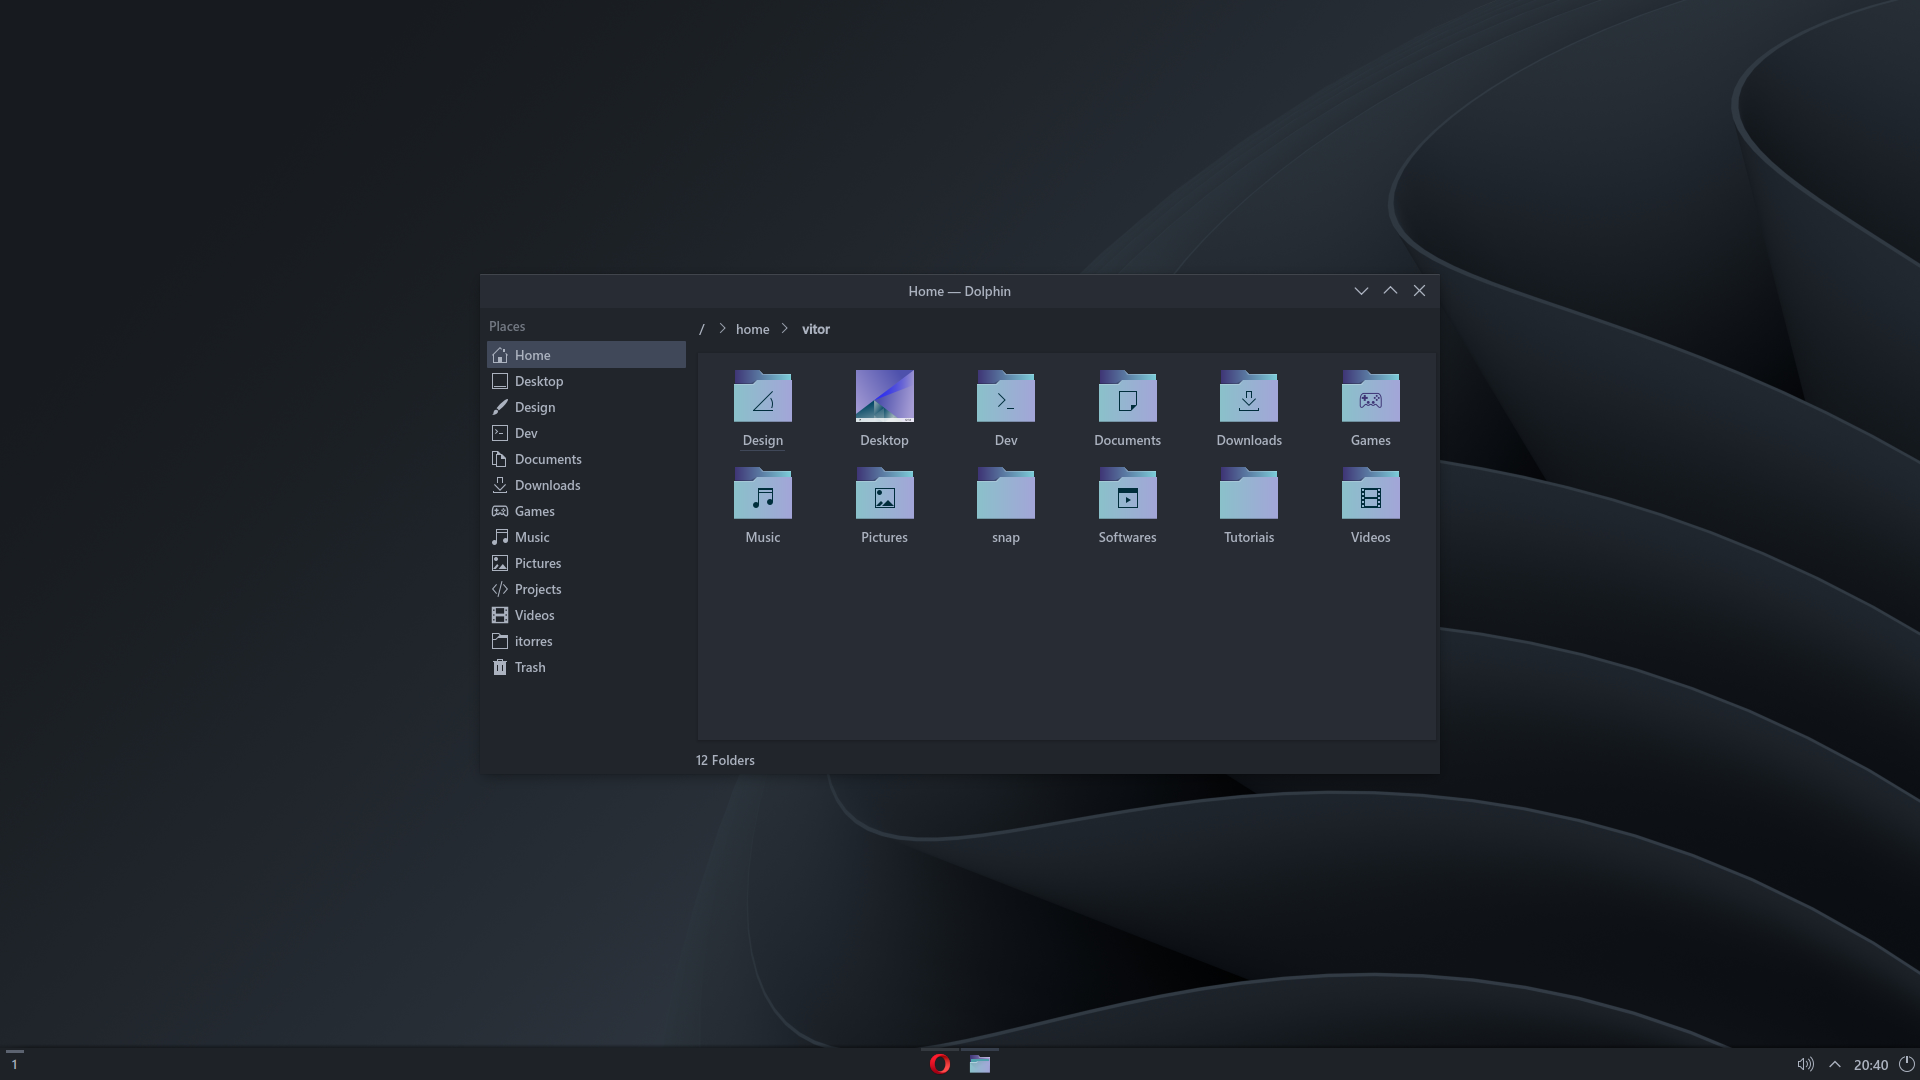 Home — Dolphin
Places
Home
Desktop
Design
Dev
Documents
Downloads
Games
Music
Pictures
Projects
Videos
itorres
Trash
/ > home > vitor
Design Desktop Dev Documents Downloads Games
Music Pictures snap Softwares Tutoriais Videos
12 Folders
1
20:40